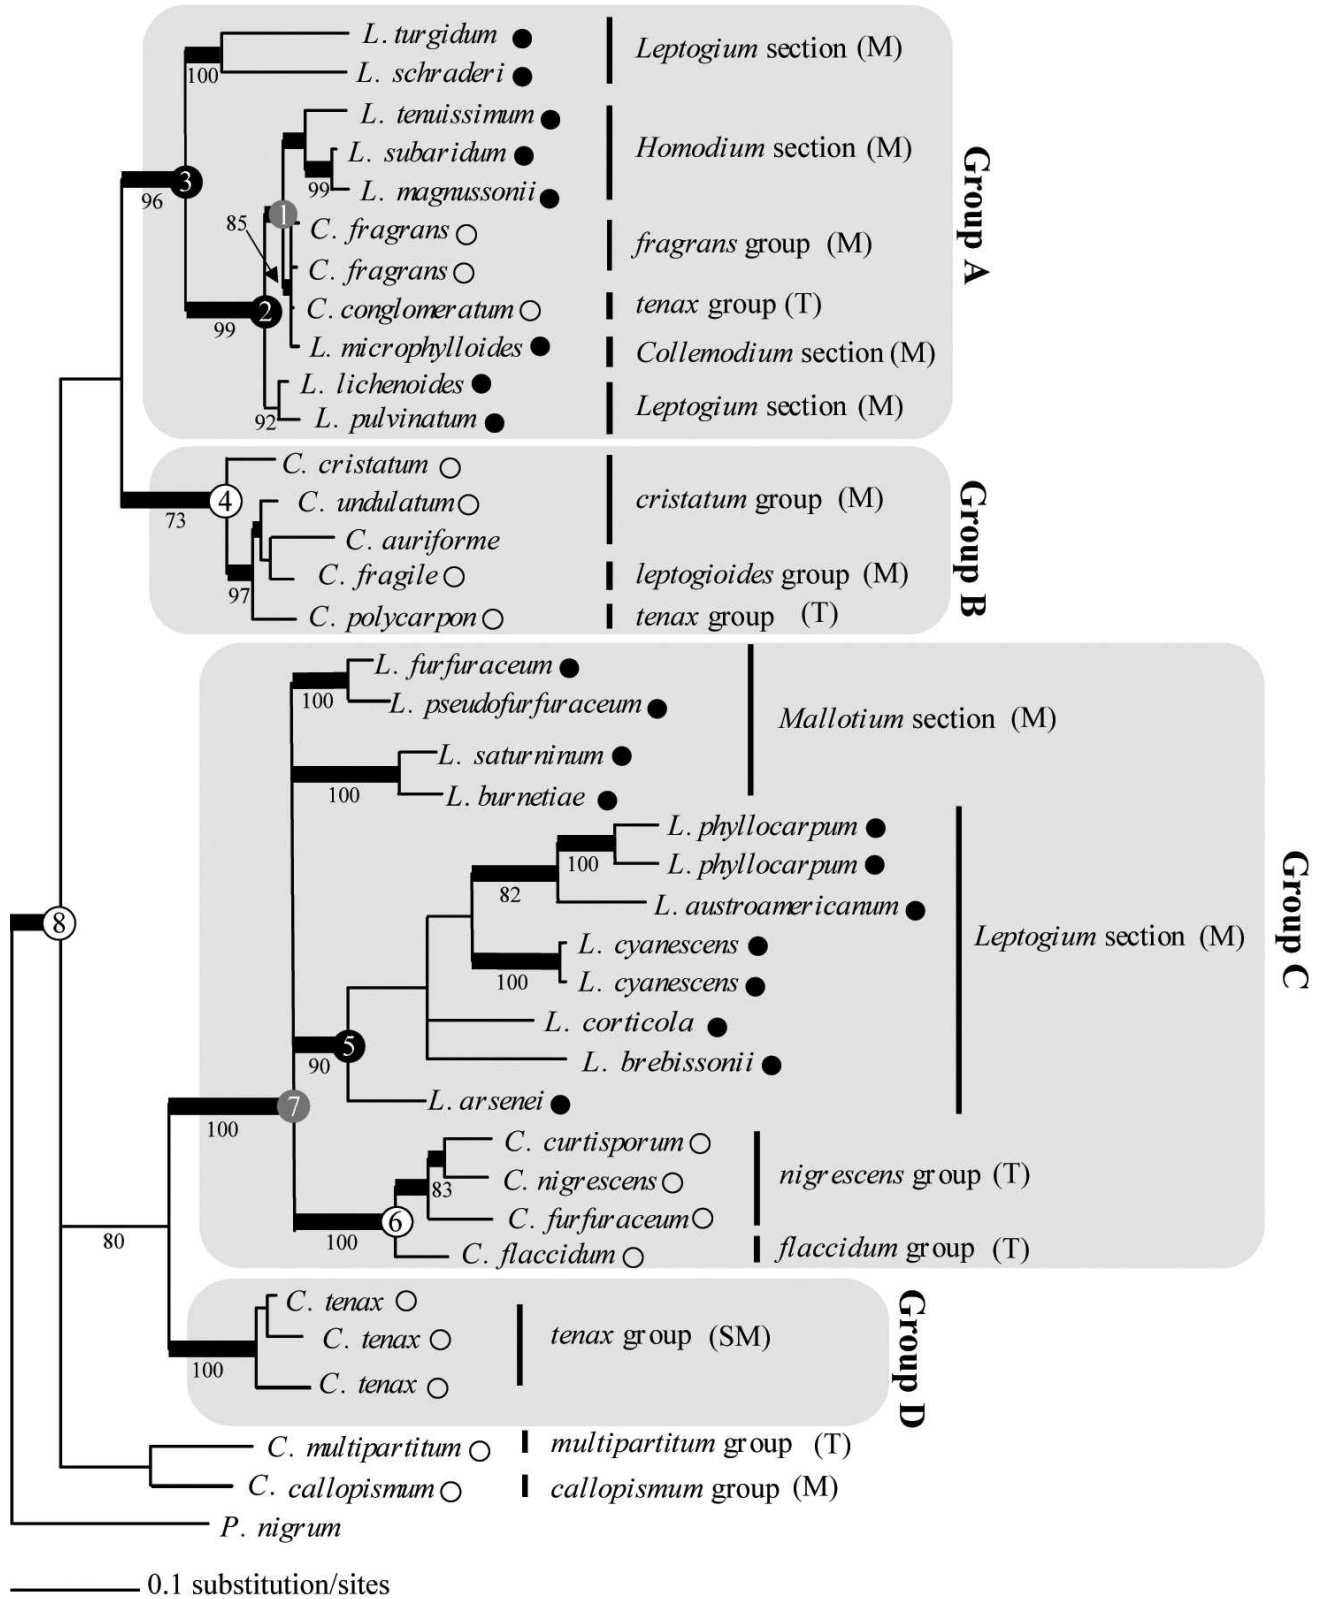 L. turgidum
L. schraderi
Leptogium section (M)
100
L. tenuissimum
L. subaridum
L. magnussonii
Homodium section (M)
99
3
96
1
85
C. fragrans
C. fragrans
fragrans group (M)
C. conglomeratum
tenax group (T)
2
99
L. microphylloides
Collemodium section (M)
L. lichenoides
L. pulvinatum
Leptogium section (M)
92
Group A
C. cristatum
C. undulatum
C. auriforme
cristatum group (M)
4
73
C. fragile
leptogioides group (M)
97
C. polycarpon
tenax group (T)
Group B
L. furfuraceum
L. pseudofurfuraceum
100
L. saturninum
L. burnetiae
100
Mallotium section (M)
L. phyllocarpum
L. phyllocarpum
100
82
L. austroamericanum
L. cyanescens
L. cyanescens
100
L. corticola
L. brebissonii
5
90
L. arsenei
Leptogium section (M)
8
7
100
C. curtisporum
C. nigrescens
83
C. furfuraceum
nigrescens group (T)
6
100
C. flaccidum
flaccidum group (T)
Group C
80
C. tenax
C. tenax
C. tenax
100
tenax group (SM)
Group D
C. multipartitum
multipartitum group (T)
C. callopismum
callopismum group (M)
P. nigrum
0.1 substitution/sites